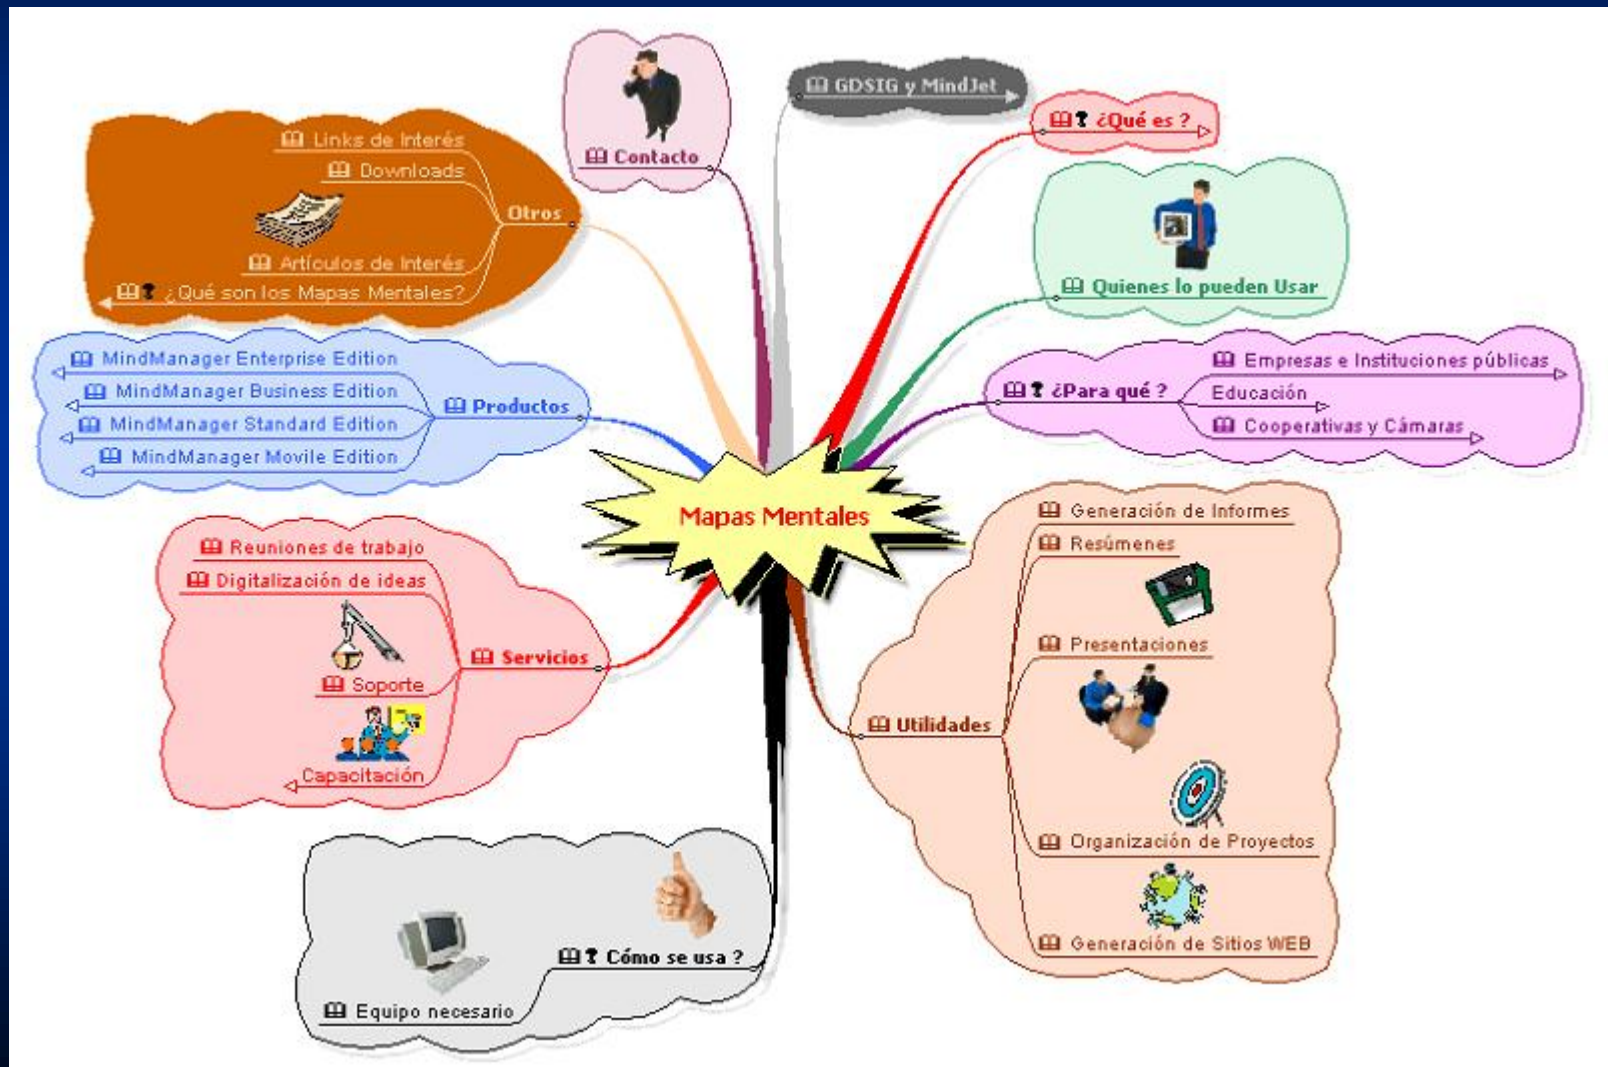 Mapas Mentales
GDSIG y MindJet
¿Qué es ?
Quienes lo pueden Usar
¿Para qué ?
Empresas e Instituciones públicas
Educación
Cooperativas y Cámaras
Utilidades
Generación de Informes
Resúmenes
Presentaciones
Organización de Proyectos
Generación de Sitios WEB
Cómo se usa ?
Equipo necesario
Servicios
Reuniones de trabajo
Digitalización de ideas
Soporte
Capacitación
Productos
MindManager Enterprise Edition
MindManager Business Edition
MindManager Standard Edition
MindManager Movile Edition
Otros
Links de Interés
Downloads
Artículos de Interés
¿Qué son los Mapas Mentales?
Contacto